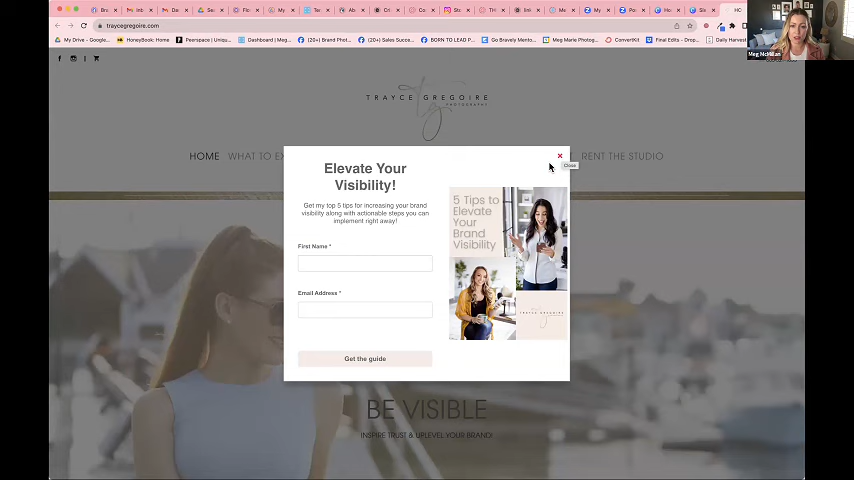 traycegregoire.com
My Drive - Google...
HoneyBook: Home
Peerspace | Uniqu...
Dashboard | Meg...
(20+) Brand Phot...
(20+) Sales Succe...
BORN TO LEAD P...
Go Bravely Mento...
Meg Marie Photog...
ConvertKit
Final Edits - Drop...
Daily Harvest
Meg McMillan
TRAYCE GREGOIRE
PHOTOGRAPHY
HOME
WHAT TO EX
RENT THE STUDIO
Close
Elevate Your
Visibility!
Get my top 5 tips for increasing your brand
visibility along with actionable steps you can
implement right away!
First Name *
Email Address *
Get the guide
5 Tips to
Elevate
Your
Brand
Visibility
TRAYCE GREGOIRE
BE VISIBLE
INSPIRE TRUST & UPLEVEL YOUR BRAND!